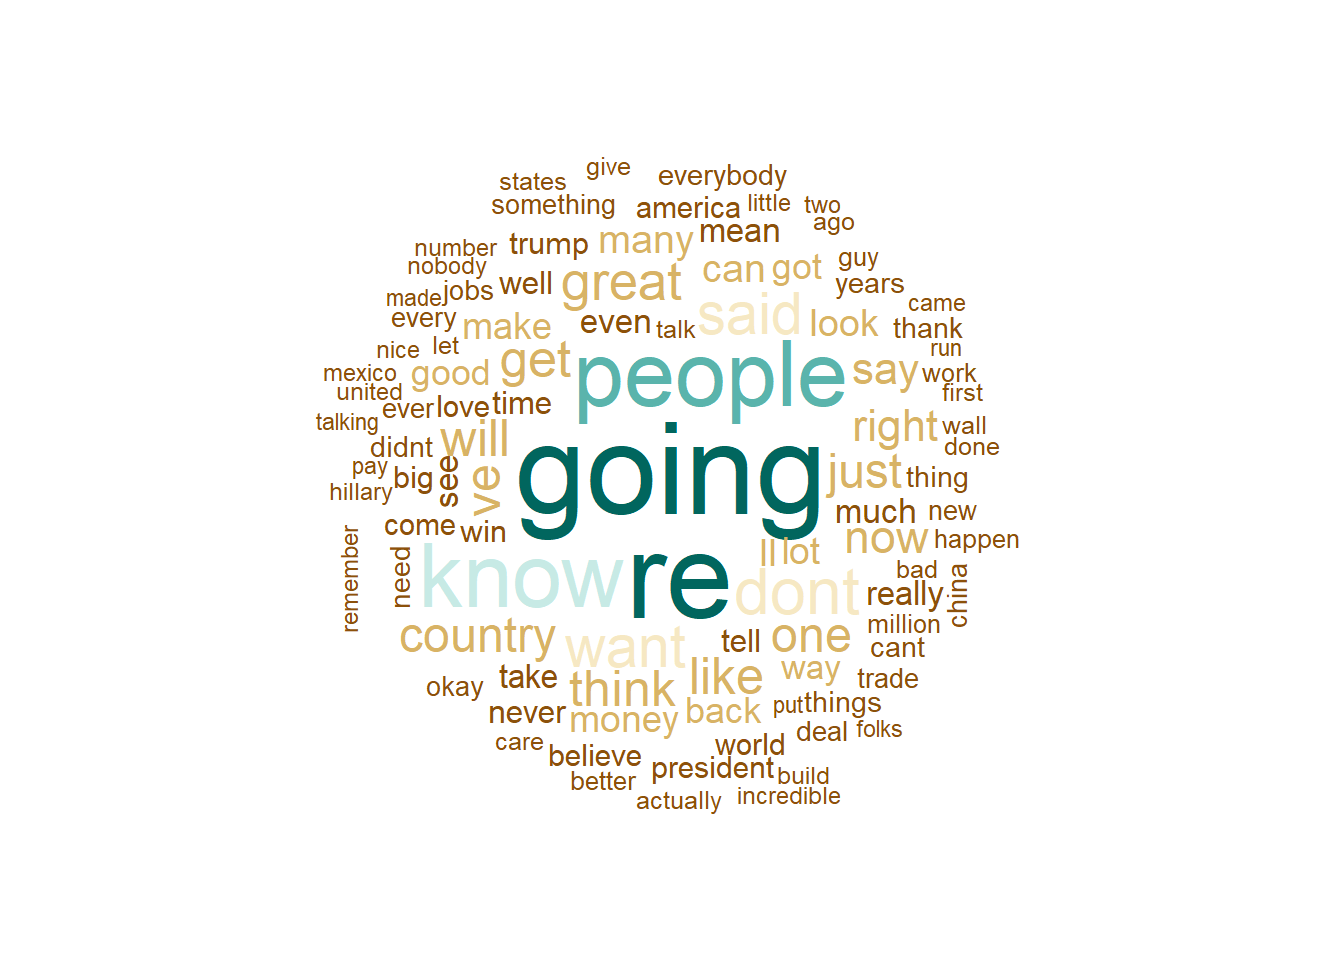 give
states everybody
something america little two
ago
number trump many mean
nobody well great can got guy
made jobs said years
every make even talk look thank came
nice let get people say run
mexico good work
united ever love time first
talking will right wall
didnt done
pay big see ve going just thing
hillary
come win much new
remember need know re ll lot now happen
dont bad china
really
country want tell one million
cant
okay take think like way trade
never money back put things
care believe world deal folks
better president build
actually incredible